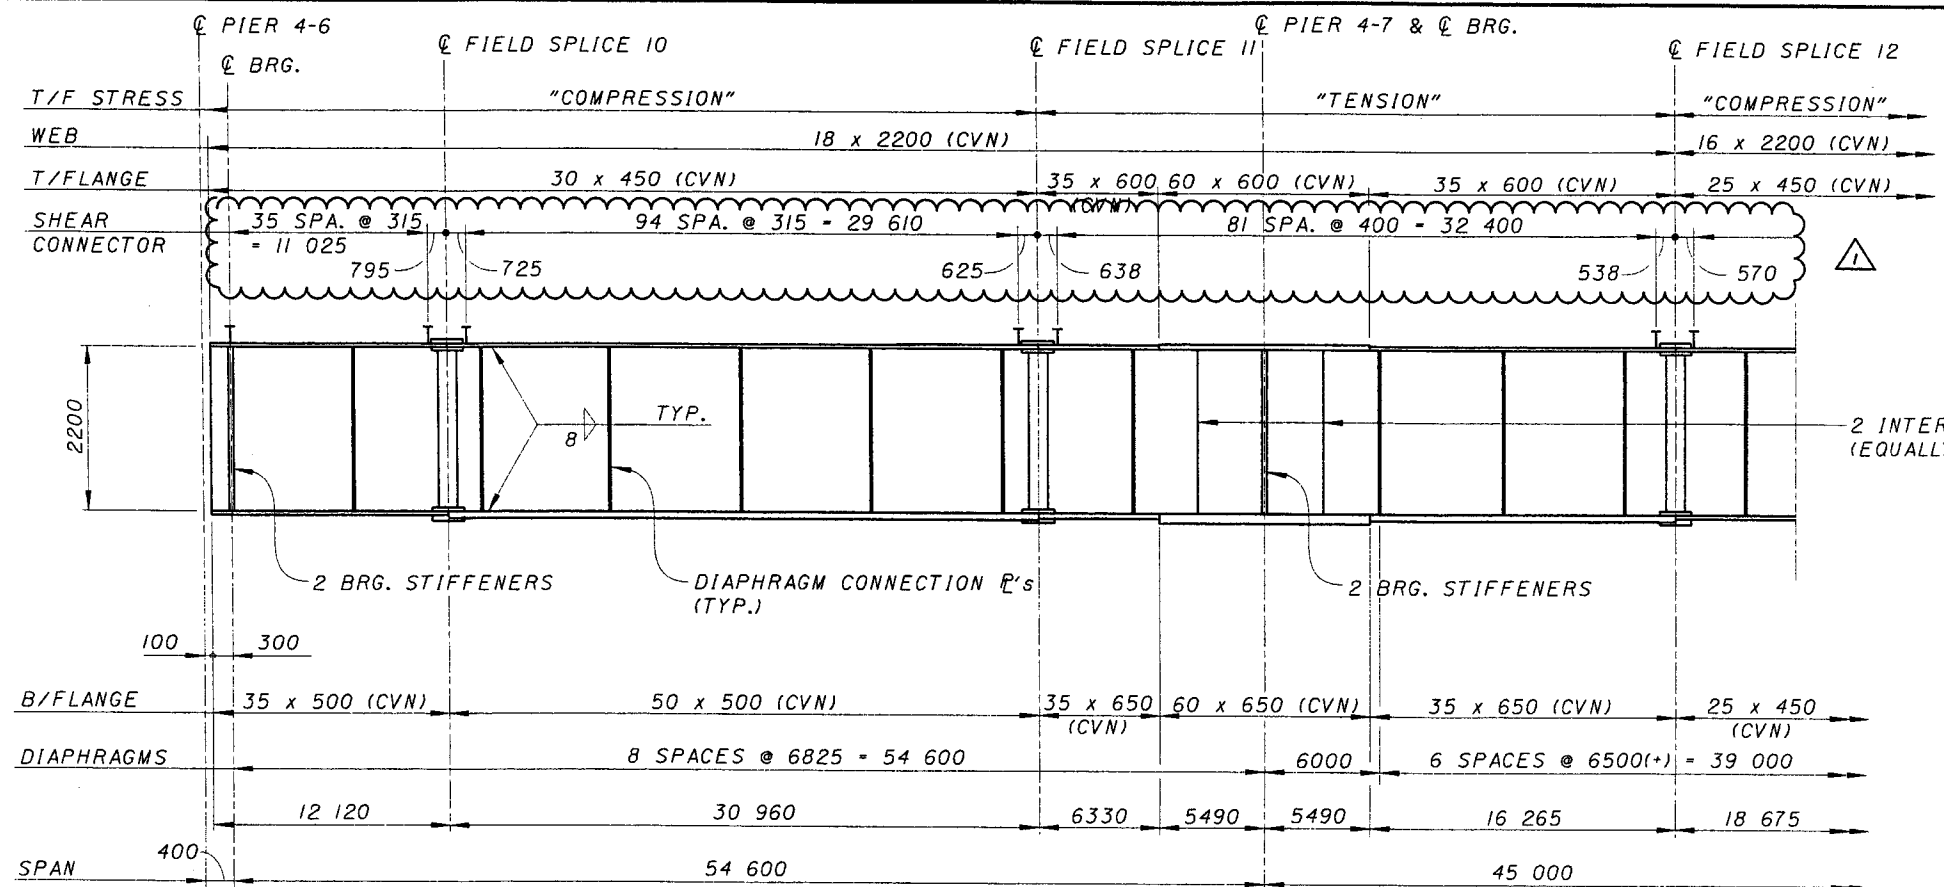 ℄ PIER 4-6
℄ BRG.
℄ FIELD SPLICE 10
℄ FIELD SPLICE 11
℄ PIER 4-7 & ℄ BRG.
℄ FIELD SPLICE 12
T/F STRESS "COMPRESSION" "TENSION" "COMPRESSION"
WEB 18 x 2200 (CVN) 16 x 2200 (CVN)
T/FLANGE 30 x 450 (CVN) 35 x 600 (CVN) 60 x 600 (CVN) 35 x 600 (CVN) 25 x 450 (CVN)
SHEAR CONNECTOR
35 SPA. @ 315 = 11 025
94 SPA. @ 315 = 29 610
81 SPA. @ 400 = 32 400
795 725 625 638 538 570
1
2200
8 TYP.
2 INTER
(EQUALL
2 BRG. STIFFENERS
DIAPHRAGM CONNECTION ℄'s
(TYP.)
2 BRG. STIFFENERS
100 300
B/FLANGE 35 x 500 (CVN) 50 x 500 (CVN) 35 x 650 (CVN) 60 x 650 (CVN) 35 x 650 (CVN) 25 x 450 (CVN)
DIAPHRAGMS 8 SPACES @ 6825 = 54 600 6000 6 SPACES @ 6500(+) = 39 000
12 120 30 960 6330 5490 5490 16 265 18 675
SPAN 400 54 600 45 000